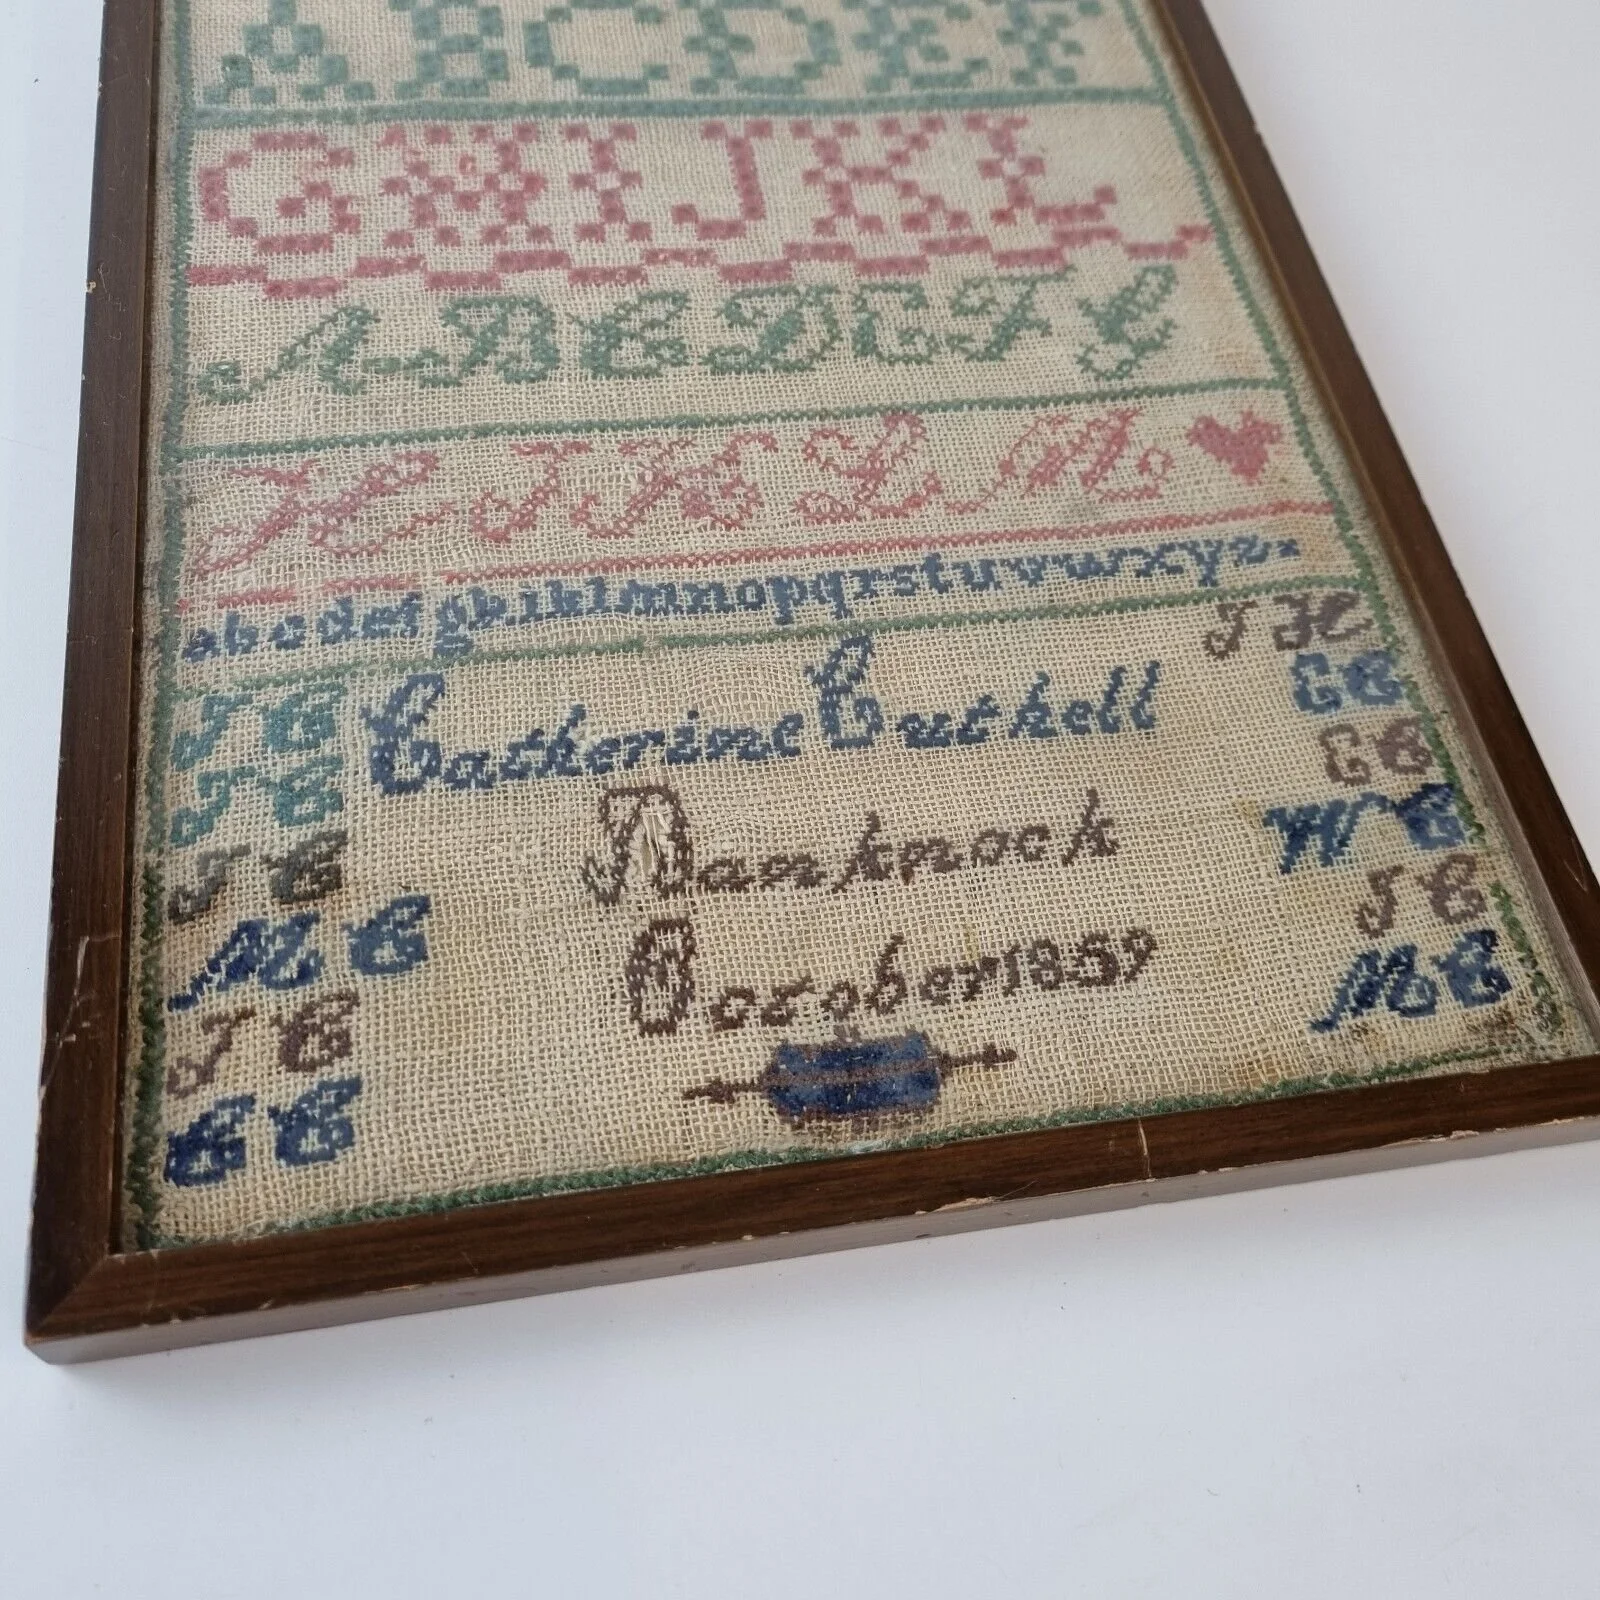 ABCDEF
GHIJKL
ABCDEFG
HIJKLM
abcdefghiklmnopqrstuvwxyz.
JC Catherine Cuthell JH
JC CC
JC Banknock CC
MC WC
JC October 1859 JC
CC MC